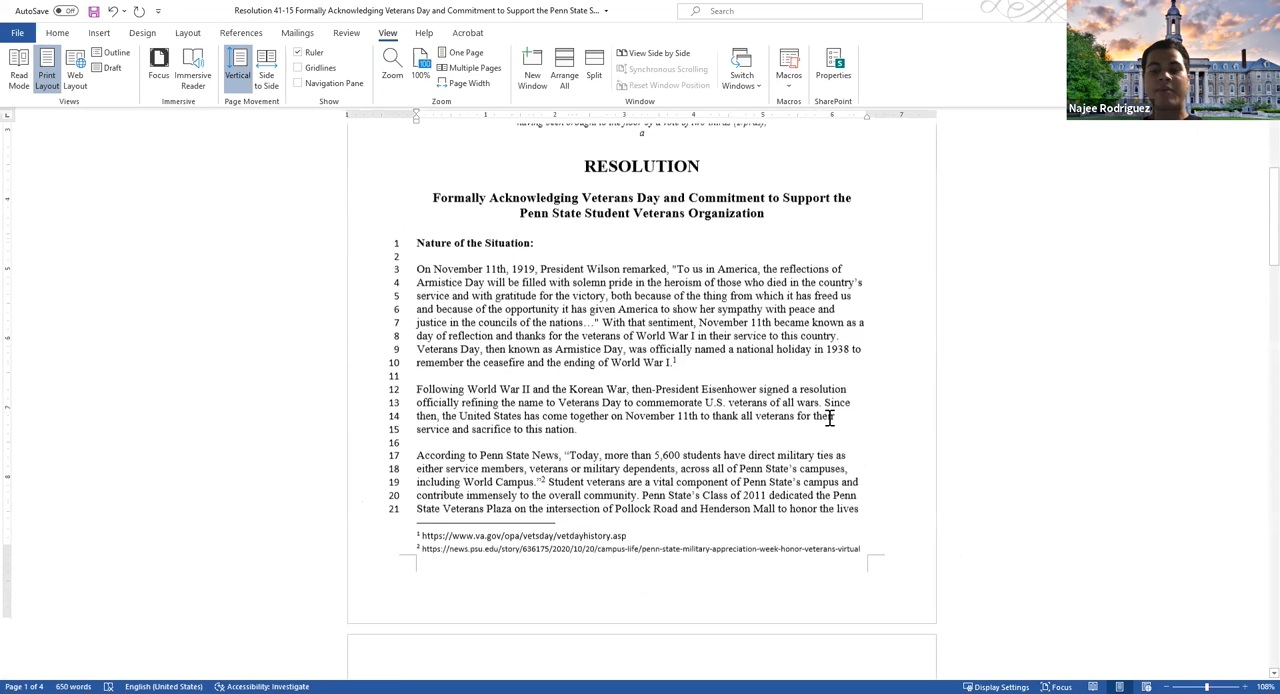 AutoSave Off
Resolution 41-15 Formally Acknowledging Veterans Day and Commitment to Support the Penn State S...
Search
File Home Insert Design Layout References Mailings Review View Help Acrobat
Read Mode
Print Layout
Web Layout
Outline
Draft
Views
Focus
Immersive Reader
Immersive
Vertical
Side to Side
Page Movement
Ruler
Gridlines
Navigation Pane
Show
Zoom
100
100%
One Page
Multiple Pages
Page Width
Zoom
New Window
Arrange All
Split
View Side by Side
Synchronous Scrolling
Reset Window Position
Window
Switch Windows
Macros
Macros
Properties
SharePoint
Najee Rodriguez
1 1 2 3 4 5 6 7
having been brought to the floor by a vote of two-thirds
a
RESOLUTION
Formally Acknowledging Veterans Day and Commitment to Support the
Penn State Student Veterans Organization
1 Nature of the Situation:
2
3 On November 11th, 1919, President Wilson remarked, "To us in America, the reflections of
4 Armistice Day will be filled with solemn pride in the heroism of those who died in the country's
5 service and with gratitude for the victory, both because of the thing from which it has freed us
6 and because of the opportunity it has given America to show her sympathy with peace and
7 justice in the councils of the nations…" With that sentiment, November 11th became known as a
8 day of reflection and thanks for the veterans of World War I in their service to this country.
9 Veterans Day, then known as Armistice Day, was officially named a national holiday in 1938 to
10 remember the ceasefire and the ending of World War I.1
11
12 Following World War II and the Korean War, then-President Eisenhower signed a resolution
13 officially refining the name to Veterans Day to commemorate U.S. veterans of all wars. Since
14 then, the United States has come together on November 11th to thank all veterans for their
15 service and sacrifice to this nation.
16
17 According to Penn State News, “Today, more than 5,600 students have direct military ties as
18 either service members, veterans or military dependents, across all of Penn State’s campuses,
19 including World Campus.”2 Student veterans are a vital component of Penn State’s campus and
20 contribute immensely to the overall community. Penn State’s Class of 2011 dedicated the Penn
21 State Veterans Plaza on the intersection of Pollock Road and Henderson Mall to honor the lives
1 https://www.va.gov/opa/vetsday/vetdayhistory.asp
2 https://news.psu.edu/story/636175/2020/10/20/campus-life/penn-state-military-appreciation-week-honor-veterans-virtual
Page 1 of 4 650 words English (United States) Accessibility: Investigate Display Settings Focus 108%